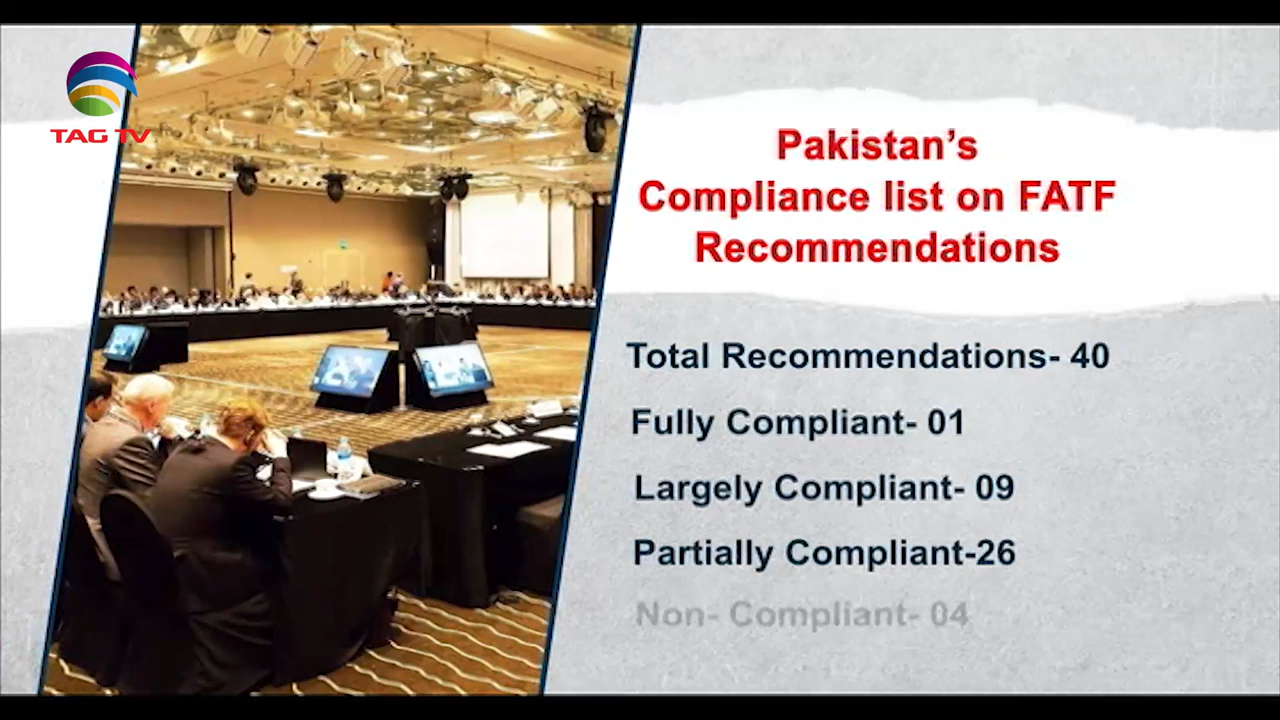 TAG TV
Pakistan's
Compliance list on FATF
Recommendations
Total Recommendations- 40
Fully Compliant- 01
Largely Compliant- 09
Partially Compliant-26
Non- Compliant- 04